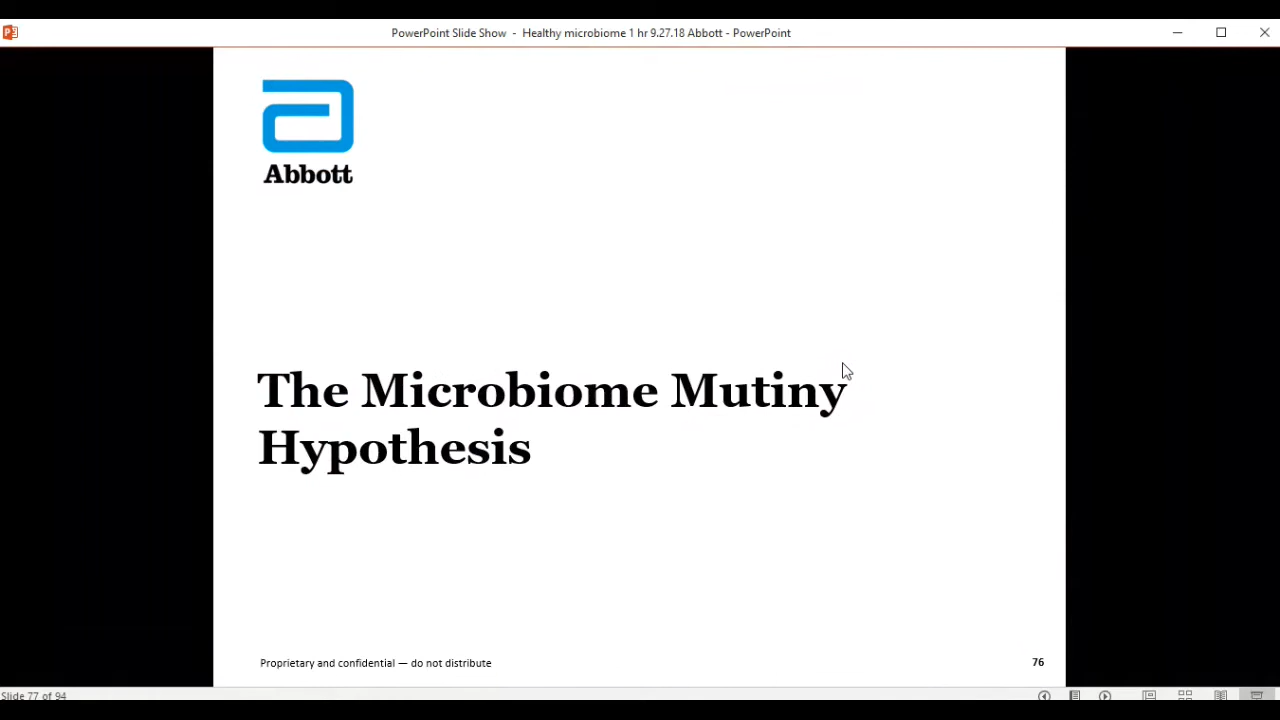 PowerPoint Slide Show - Healthy microbiome 1 hr 9.27.18 Abbott - PowerPoint
Abbott
The Microbiome Mutiny
Hypothesis
Proprietary and confidential — do not distribute
76
Slide 77 of 94